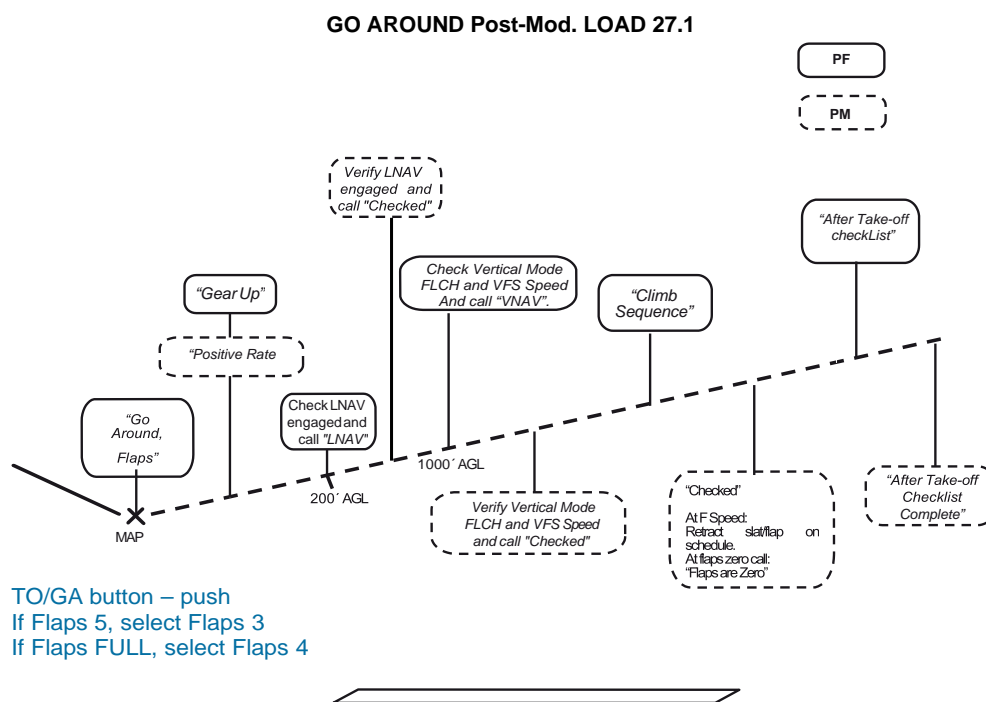 GO AROUND Post-Mod. LOAD 27.1
PF
PM
Verify LNAV
engaged and
call "Checked"
“After Take-off
checkList”
Check Vertical Mode
FLCH and VFS Speed
And call “VNAV”.
“Gear Up”
“Climb
Sequence”
“Positive Rate
“Go
Around,
Flaps”
Check LNAV
engaged and
call "LNAV"
1000´ AGL
200´ AGL
MAP
Verify Vertical Mode
FLCH and VFS Speed
and call "Checked"
“Checked”
At F Speed:
Retract slat/flap on
schedule.
At flaps zero call:
“Flaps are Zero”
“After Take-off
Checklist
Complete”
TO/GA button – push
If Flaps 5, select Flaps 3
If Flaps FULL, select Flaps 4